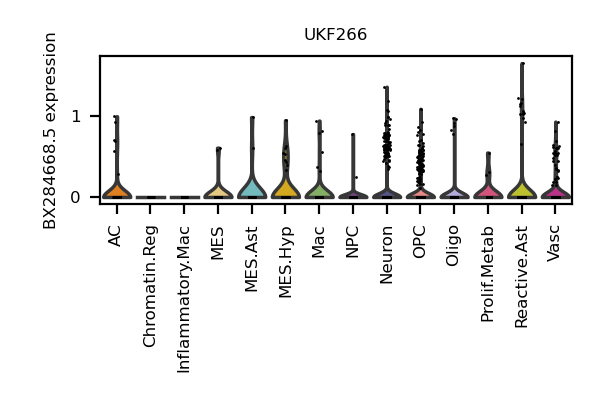 UKF266
BX284668.5 expression
1
0
AC
Chromatin.Reg
Inflammatory.Mac
MES
MES.Ast
MES.Hyp
Mac
NPC
Neuron
OPC
Oligo
Prolif.Metab
Reactive.Ast
Vasc